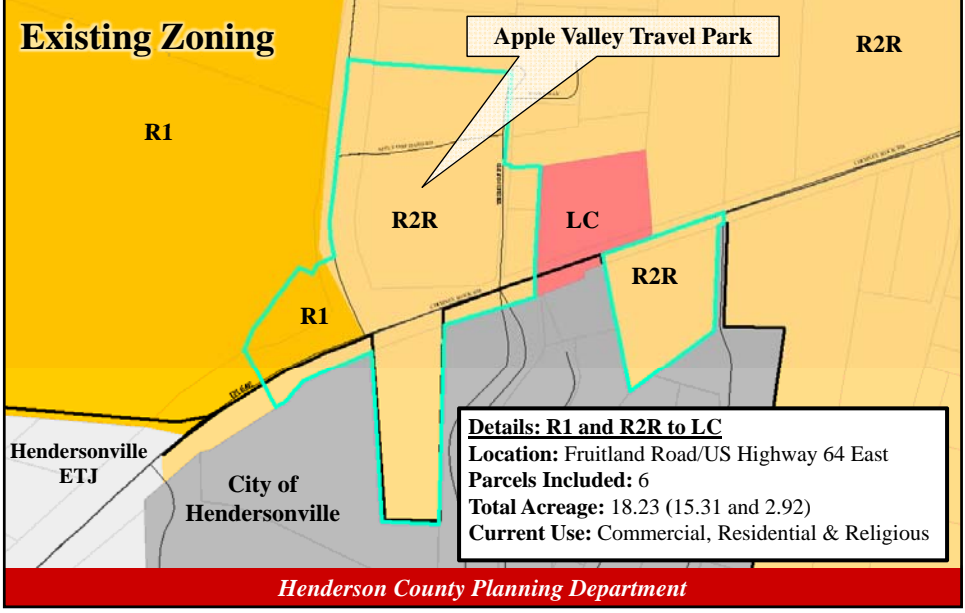 Existing Zoning
Apple Valley Travel Park
R2R
R1
R2R
LC
R2R
R1
US 64E
Hendersonville
ETJ
City of
Hendersonville
Details: R1 and R2R to LC
Location: Fruitland Road/US Highway 64 East
Parcels Included: 6
Total Acreage: 18.23 (15.31 and 2.92)
Current Use: Commercial, Residential & Religious
Henderson County Planning Department